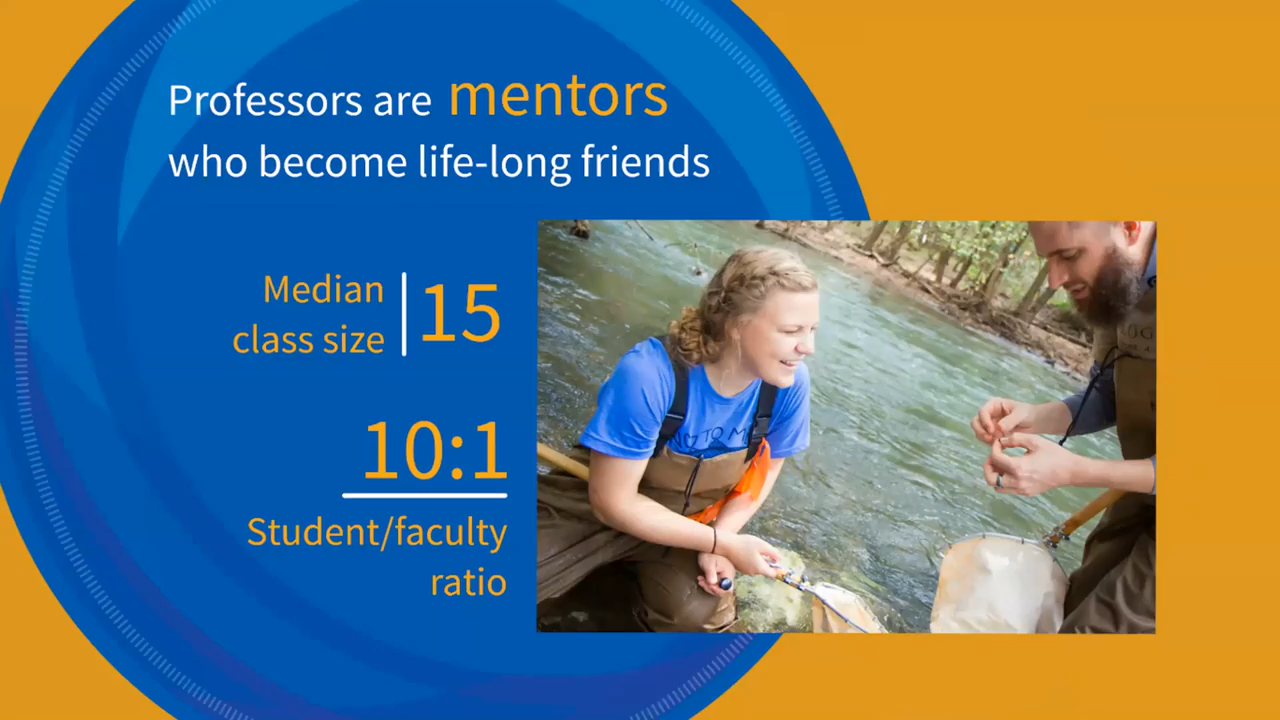 Professors are mentors
who become life-long friends
Median
class size
15
10:1
Student/faculty
ratio